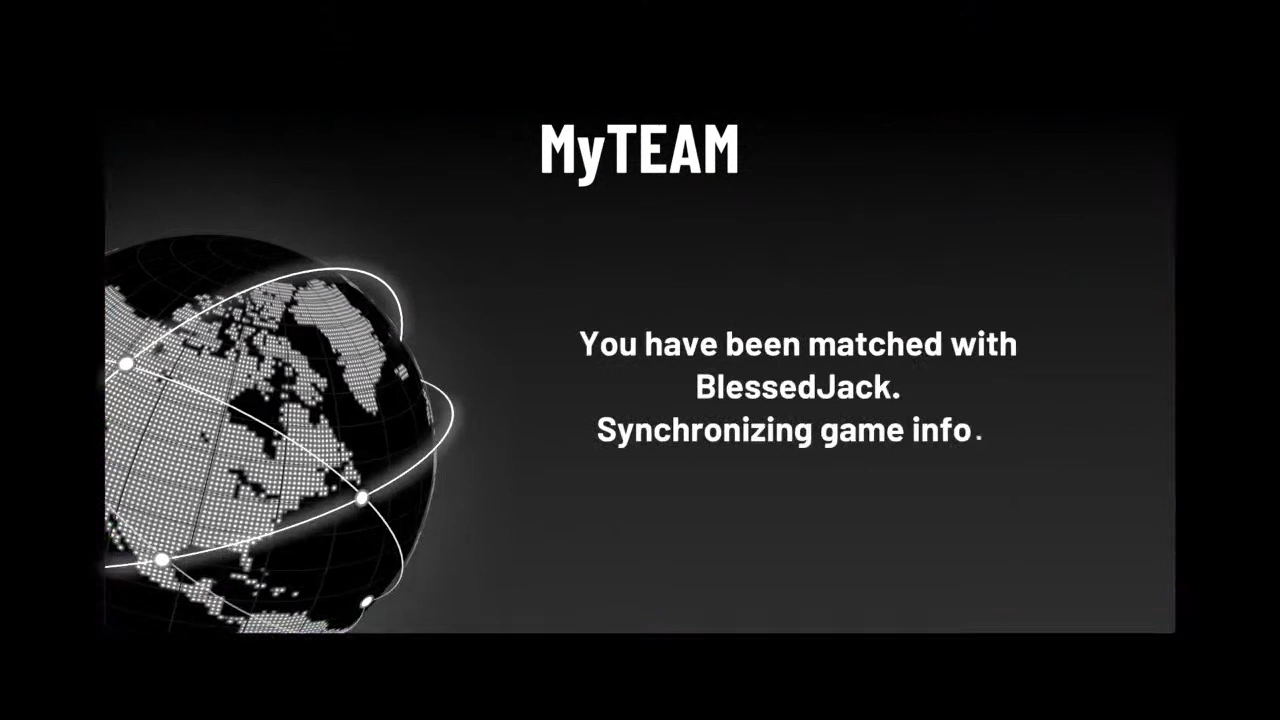 MyTEAM
You have been matched with
BlessedJack.
Synchronizing game info.